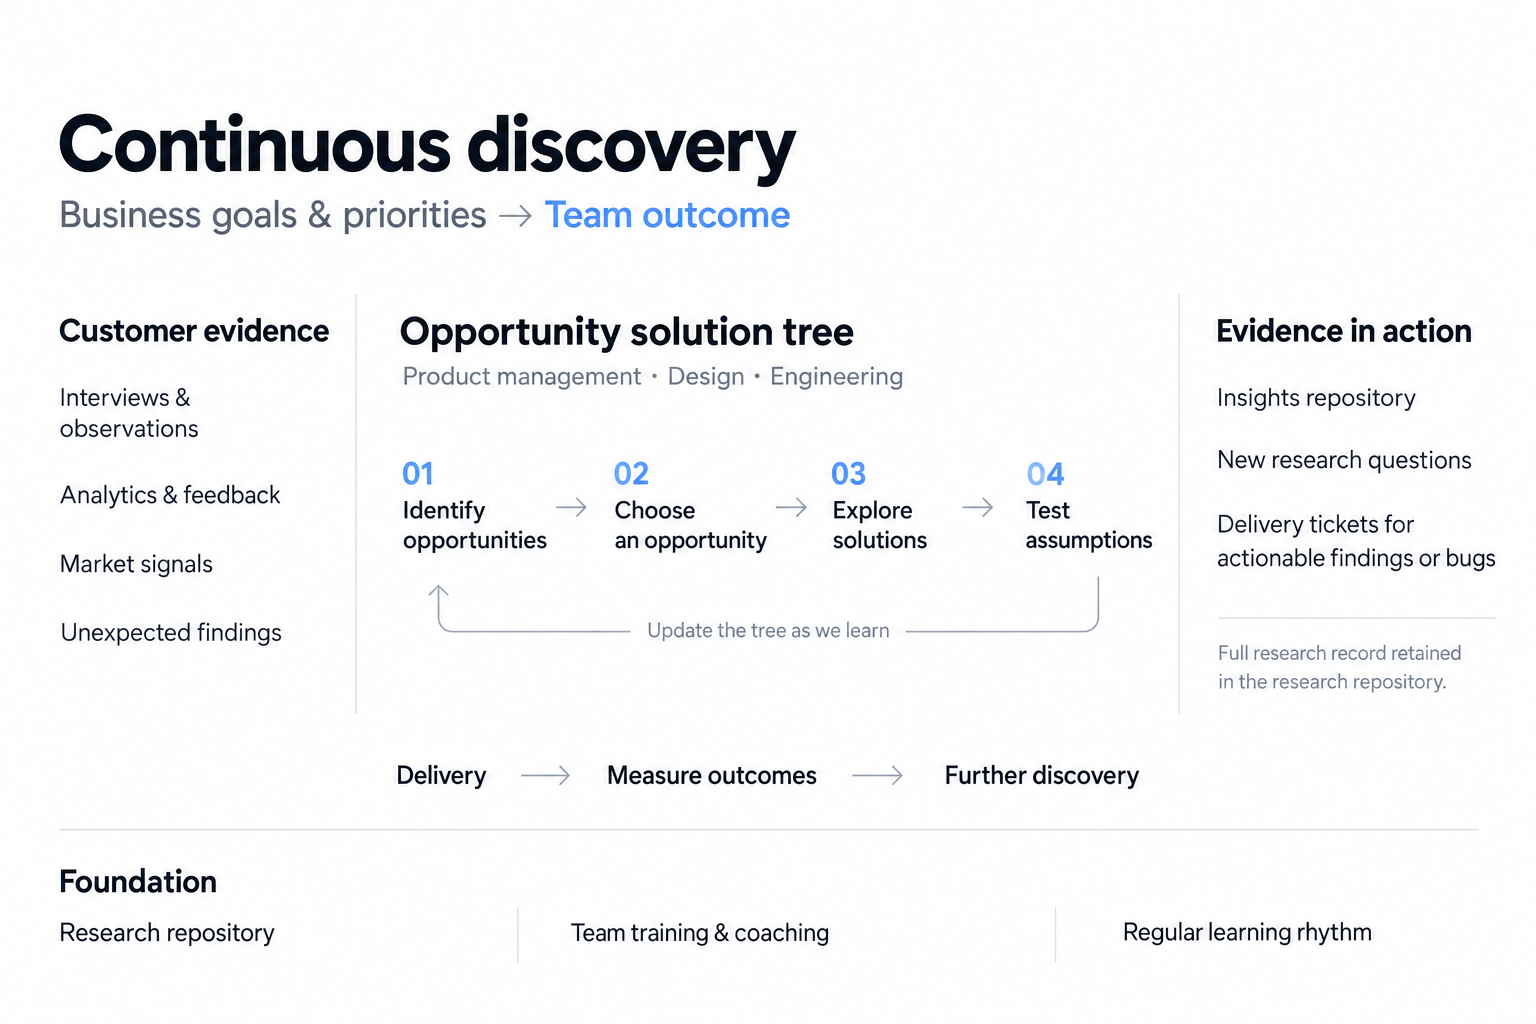 Continuous discovery
Business goals & priorities → Team outcome
Customer evidence
Interviews &
observations
Analytics & feedback
Market signals
Unexpected findings
Opportunity solution tree
Product management · Design · Engineering
01
Identify
opportunities
→
02
Choose
an opportunity
→
03
Explore
solutions
→
04
Test
assumptions
Update the tree as we learn
Evidence in action
Insights repository
New research questions
Delivery tickets for
actionable findings or bugs
Full research record retained
in the research repository.
Delivery → Measure outcomes → Further discovery
Foundation
Research repository
Team training & coaching
Regular learning rhythm